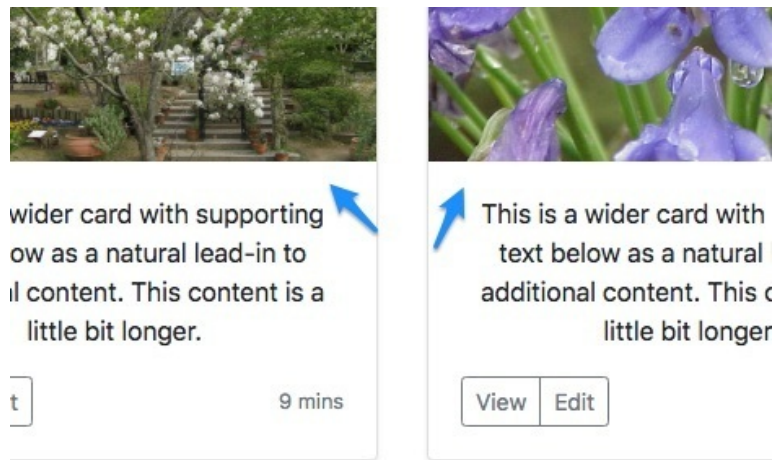 wider card with supporting
ow as a natural lead-in to
l content. This content is a
little bit longer.
t
9 mins
This is a wider card with
text below as a natural
additional content. This c
little bit longer
View
Edit